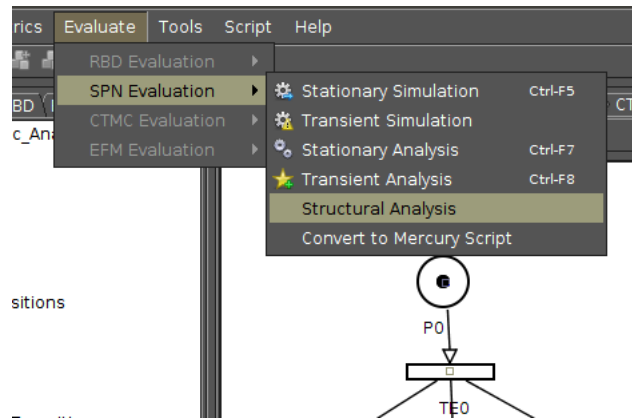 rics Evaluate Tools Script Help
RBD Evaluation
SPN Evaluation
CTMC Evaluation
EFM Evaluation
Stationary Simulation Ctrl-F5
Transient Simulation
Stationary Analysis Ctrl-F7
Transient Analysis Ctrl-F8
Structural Analysis
Convert to Mercury Script
BD
CT
c_Ana
sitions
P0
TE0